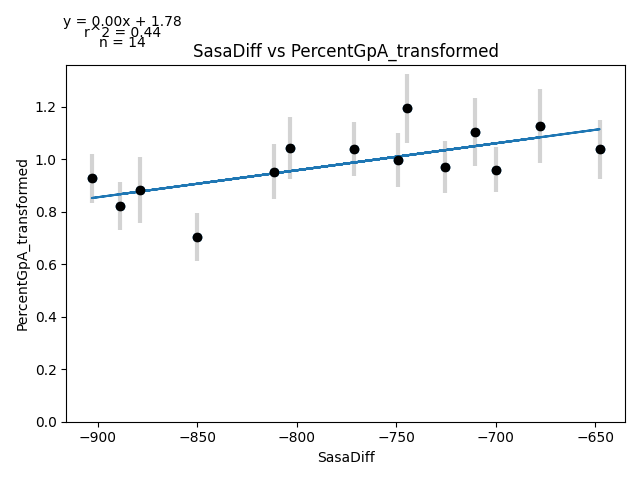 y = 0.00x + 1.78
r^2 = 0.44
n = 14
SasaDiff vs PercentGpA_transformed
PercentGpA_transformed
1.2
1.0
0.8
0.6
0.4
0.2
0.0
−900 −850 −800 −750 −700 −650
SasaDiff